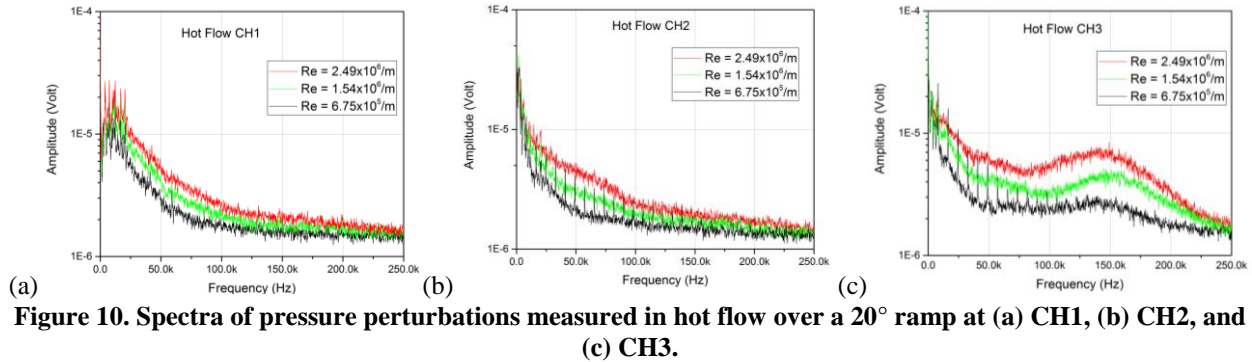 Hot Flow CH1
Re = 2.49x10⁶/m
Re = 1.54x10⁶/m
Re = 6.75x10⁵/m
1E-4
1E-5
1E-6
Amplitude (Volt)
0.0 50.0k 100.0k 150.0k 200.0k 250.0k
Frequency (Hz)
(a)
Hot Flow CH2
Re = 2.49x10⁶/m
Re = 1.54x10⁶/m
Re = 6.75x10⁵/m
1E-4
1E-5
1E-6
Amplitude (Volt)
0.0 50.0k 100.0k 150.0k 200.0k 250.0k
Frequency (Hz)
(b)
Hot Flow CH3
Re = 2.49x10⁶/m
Re = 1.54x10⁶/m
Re = 6.75x10⁵/m
1E-4
1E-5
1E-6
Amplitude (Volt)
0.0 50.0k 100.0k 150.0k 200.0k 250.0k
Frequency (Hz)
(c)
Figure 10. Spectra of pressure perturbations measured in hot flow over a 20° ramp at (a) CH1, (b) CH2, and
(c) CH3.